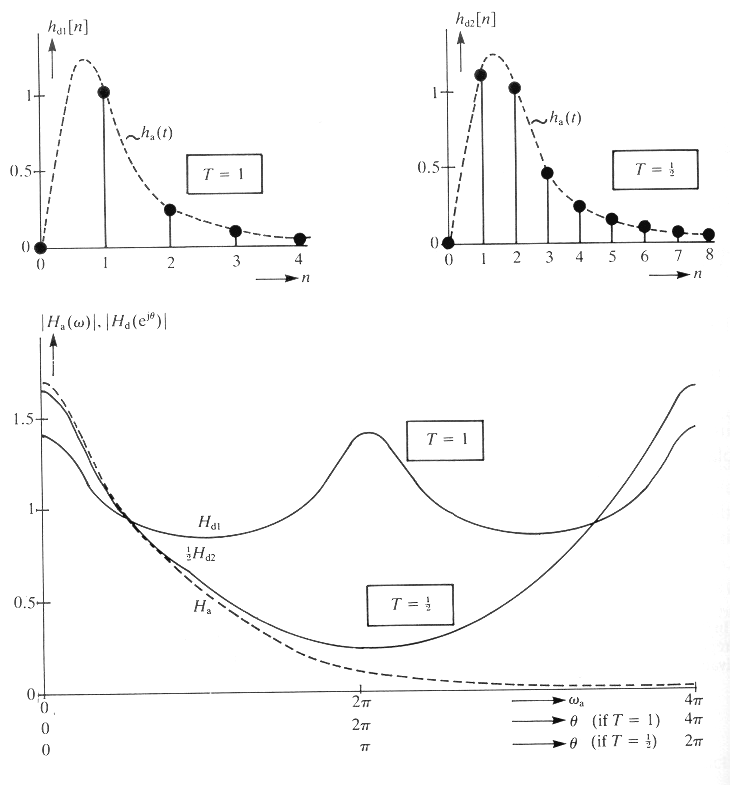 h_d1[n]
1
0.5
0
~h_a(t)
T = 1
0 1 2 3 4
→ n
h_d2[n]
1
0.5
0
~h_a(t)
T = ½
0 1 2 3 4 5 6 7 8
→ n
|H_a(ω)|, |H_d(e^jθ)|
1.5
1
0.5
0
T = 1
H_d1
½H_d2
H_a
T = ½
0 2π → ω_a 4π
0 2π → θ (if T = 1) 4π
0 π → θ (if T = ½) 2π